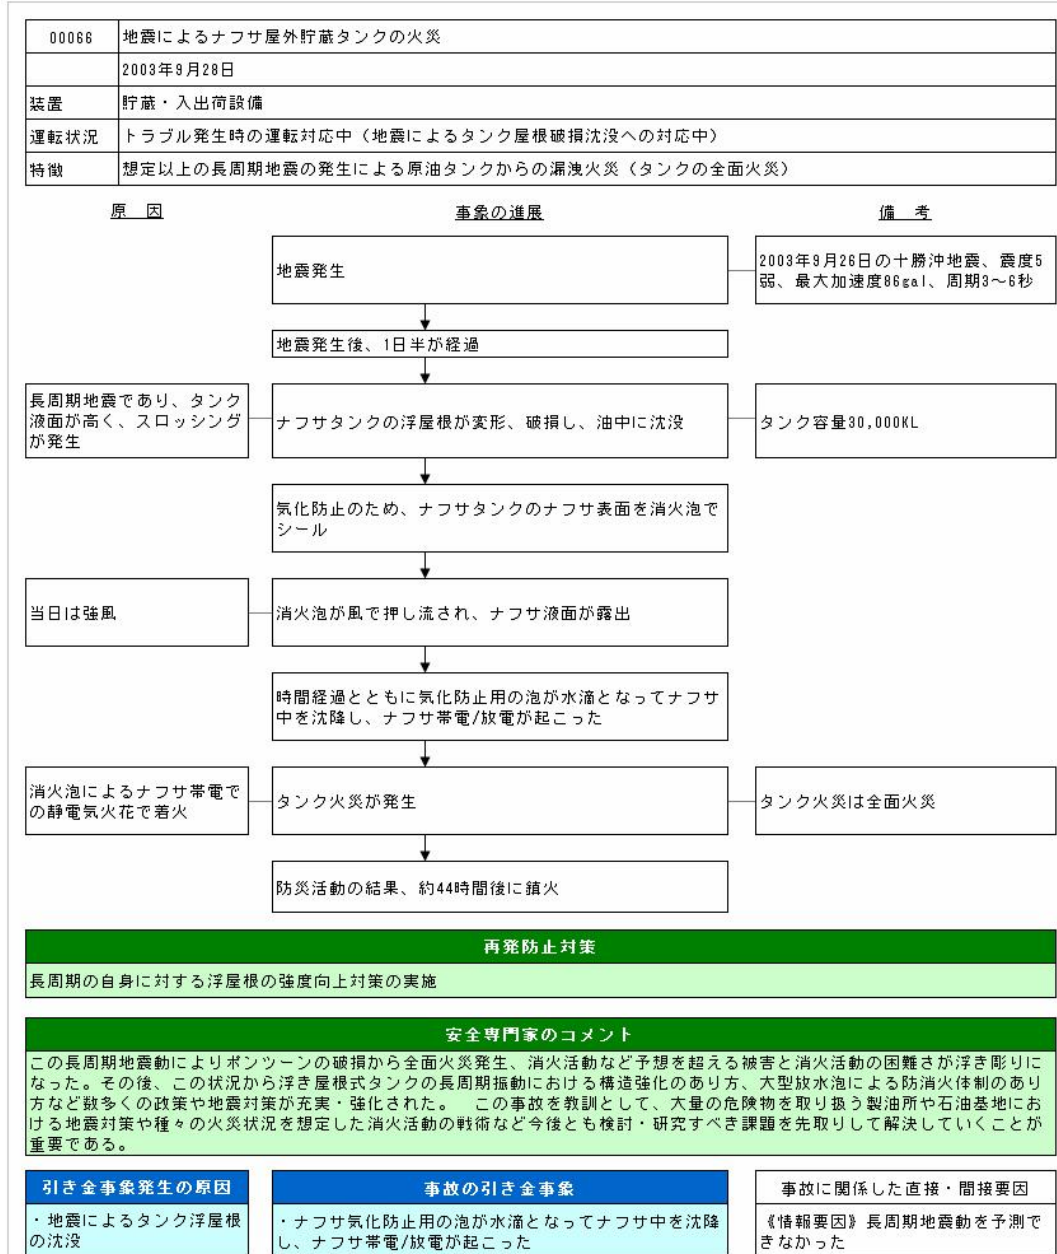 00066 地震によるナフサ屋外貯蔵タンクの火災
2003年9月28日
装置 貯蔵・入出荷設備
運転状況 トラブル発生時の運転対応中（地震によるタンク屋根破損沈没への対応中）
特徴 想定以上の長周期地震の発生による原油タンクからの漏洩火災（タンクの全面火災）
原　因 事象の進展 備　考
地震発生
2003年9月26日の十勝沖地震、震度5
弱、最大加速度86gal、周期3～6秒
地震発生後、1日半が経過
長周期地震であり、タンク
液面が高く、スロッシング
が発生
ナフサタンクの浮屋根が変形、破損し、油中に沈没
タンク容量30,000KL
気化防止のため、ナフサタンクのナフサ表面を消火泡で
シール
当日は強風
消火泡が風で押し流され、ナフサ液面が露出
時間経過とともに気化防止用の泡が水滴となってナフサ
中を沈降し、ナフサ帯電/放電が起こった
消火泡によるナフサ帯電で
の静電気火花で着火
タンク火災が発生
タンク火災は全面火災
防災活動の結果、約44時間後に鎮火
再発防止対策
長周期の自身に対する浮屋根の強度向上対策の実施
安全専門家のコメント
この長周期地震動によりポンツーンの破損から全面火災発生、消火活動など予想を超える被害と消火活動の困難さが浮き彫りに
なった。その後、この状況から浮き屋根式タンクの長周期振動における構造強化のあり方、大型放水泡による防消火体制のあり
方など数多くの政策や地震対策が充実・強化された。　この事故を教訓として、大量の危険物を取り扱う製油所や石油基地にお
ける地震対策や種々の火災状況を想定した消火活動の戦術など今後とも検討・研究すべき課題を先取りして解決していくことが
重要である。
引き金事象発生の原因
・地震によるタンク浮屋根
の沈没
事故の引き金事象
・ナフサ気化防止用の泡が水滴となってナフサ中を沈降
し、ナフサ帯電/放電が起こった
事故に関係した直接・間接要因
《情報要因》長周期地震動を予測で
きなかった